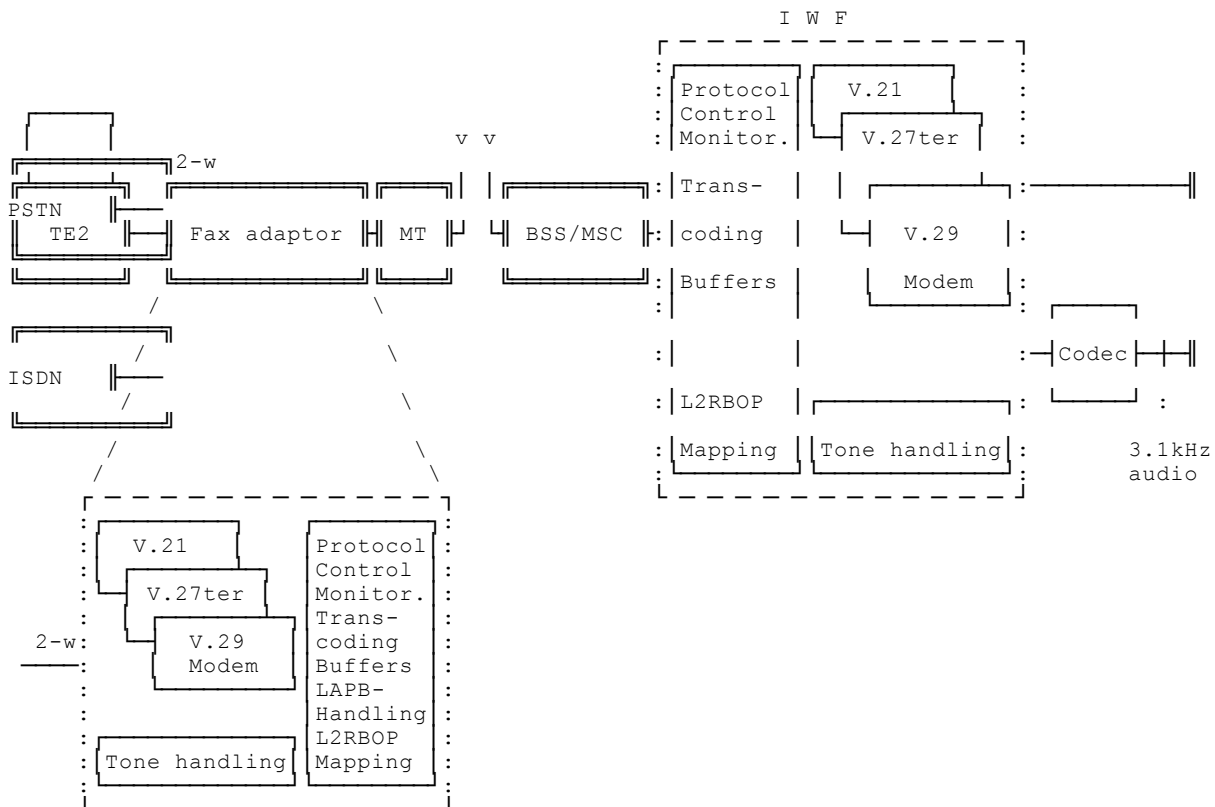 I W F
Protocol V.21
Control
Monitor. V.27ter
v v
2-w
Trans-
PSTN
TE2 Fax adaptor MT BSS/MSC coding V.29
Buffers Modem
Codec
ISDN
L2RBOP
Mapping Tone handling 3.1kHz
audio
V.21 Protocol
Control
V.27ter Monitor.
Trans-
2-w: V.29 coding
Modem Buffers
LAPB-
Handling
L2RBOP
Tone handling Mapping